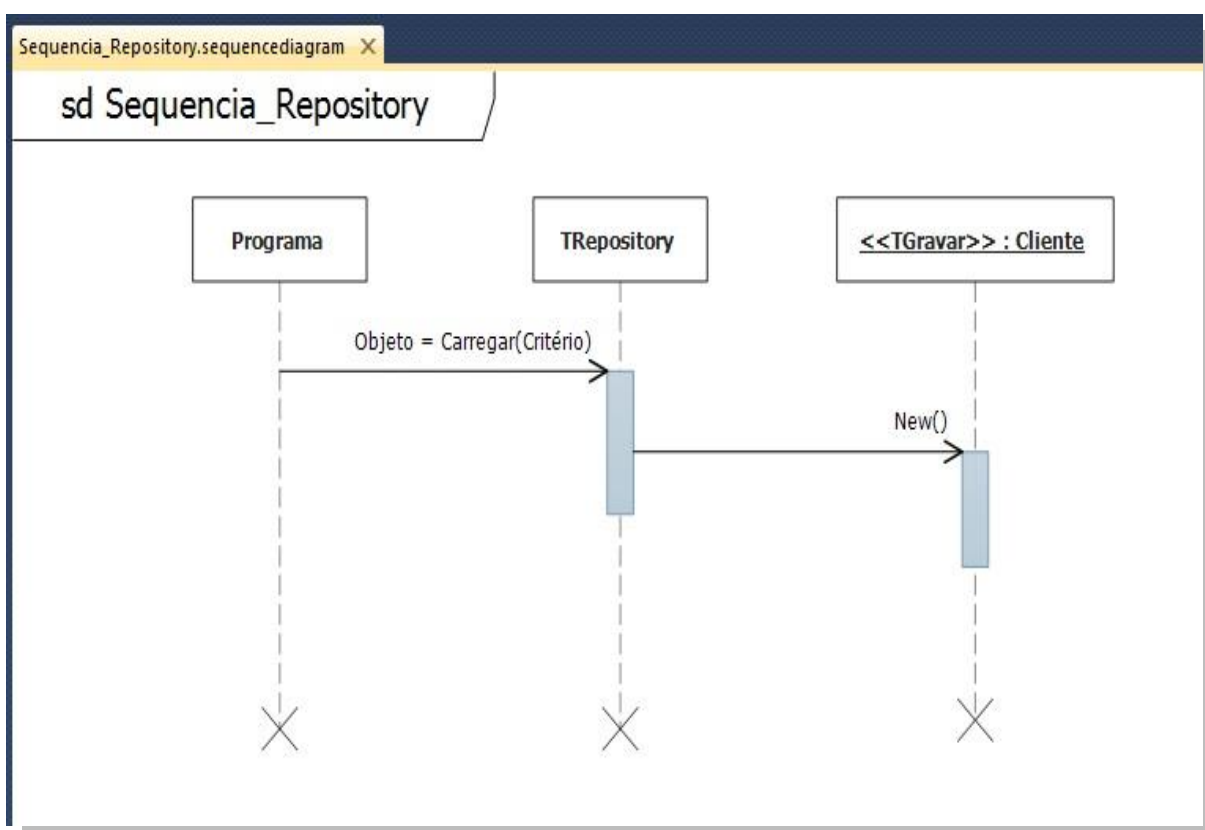 Sequencia_Repository.sequencediagram X
sd Sequencia_Repository
Programa
TRepository
<<TGravar>> : Cliente
Objeto = Carregar(Critério)
New()